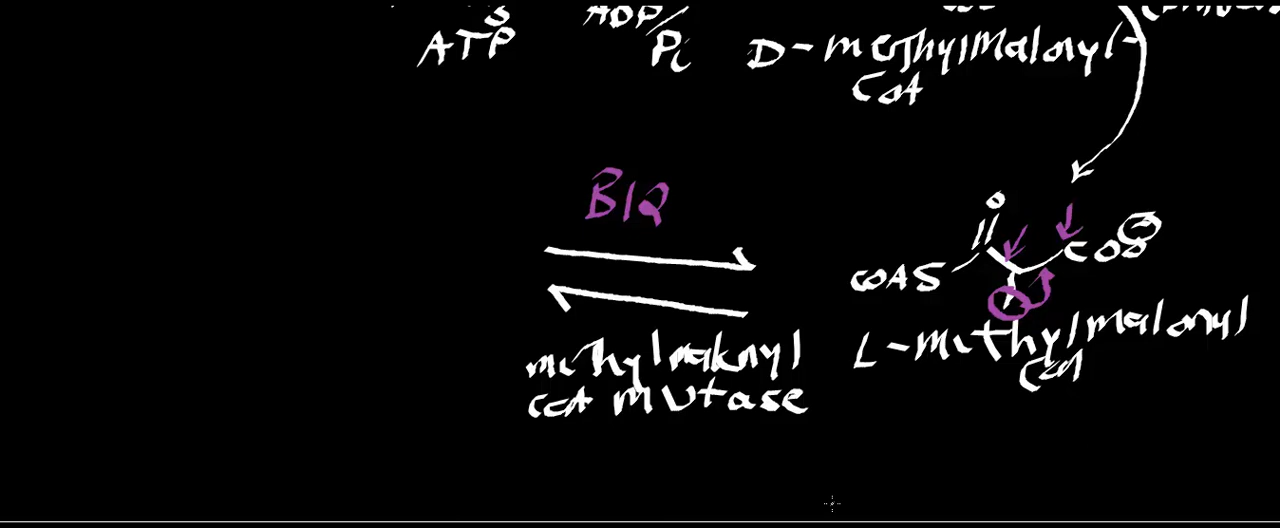 ATP
ADP/
Pi
D-methylmalonyl-
CoA
B12
O
COAS
COO⊖
methylmalonyl
CoA mutase
L-methylmalonyl
CoA